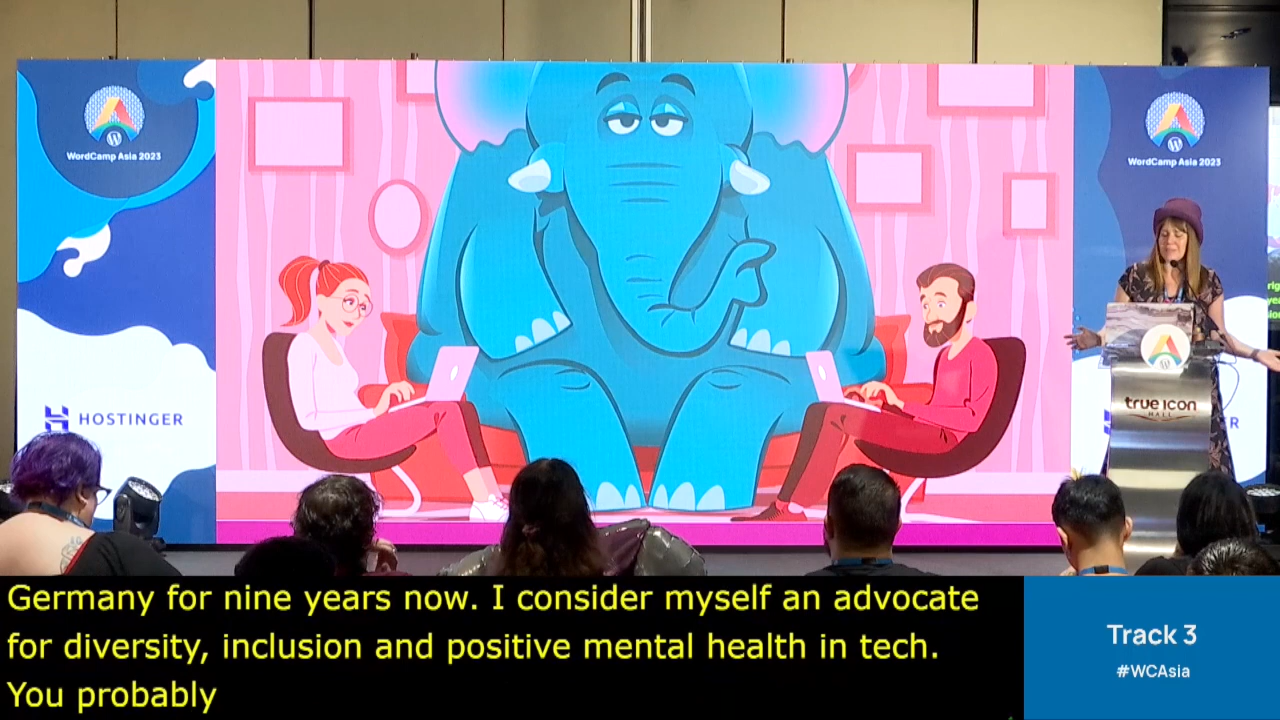 WordCamp Asia 2023
WordCamp Asia 2023
HOSTINGER
true icon
HALL
Germany for nine years now. I consider myself an advocate
for diversity, inclusion and positive mental health in tech.
You probably
Track 3
#WCAsia